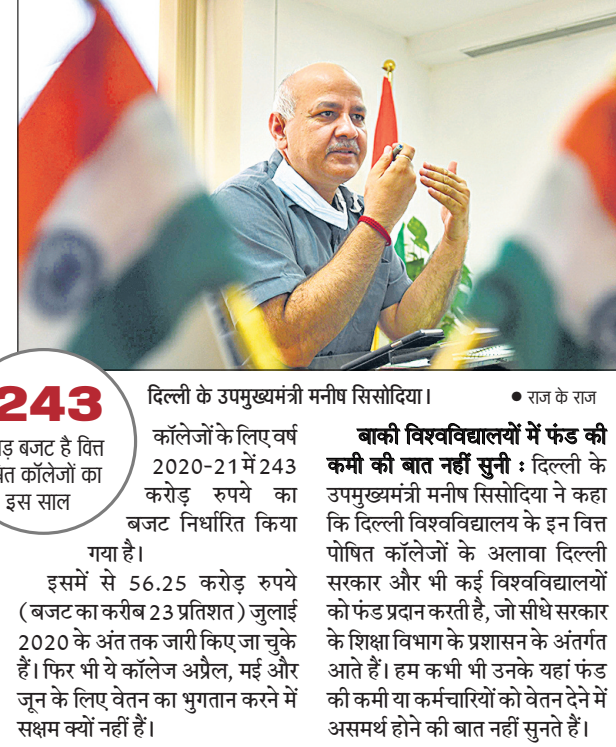 दिल्ली के उपमुख्यमंत्री मनीष सिसोदिया।
● राज के राज
243
बजट है वित्त
कॉलेजों का
इस साल
कॉलेजों के लिए वर्ष
2020-21 में 243
करोड़ रुपये का
बजट निर्धारित किया
गया है।
इसमें से 56.25 करोड़ रुपये
(बजट का करीब 23 प्रतिशत) जुलाई
2020 के अंत तक जारी किए जा चुके
हैं। फिर भी ये कॉलेज अप्रैल, मई और
जून के लिए वेतन का भुगतान करने में
सक्षम क्यों नहीं हैं।
बाकी विश्वविद्यालयों में फंड की
कमी की बात नहीं सुनी : दिल्ली के
उपमुख्यमंत्री मनीष सिसोदिया ने कहा
कि दिल्ली विश्वविद्यालय के इन वित्त
पोषित कॉलेजों के अलावा दिल्ली
सरकार और भी कई विश्वविद्यालयों
को फंड प्रदान करती है, जो सीधे सरकार
के शिक्षा विभाग के प्रशासन के अंतर्गत
आते हैं। हम कभी भी उनके यहां फंड
की कमी या कर्मचारियों को वेतन देने में
असमर्थ होने की बात नहीं सुनते हैं।